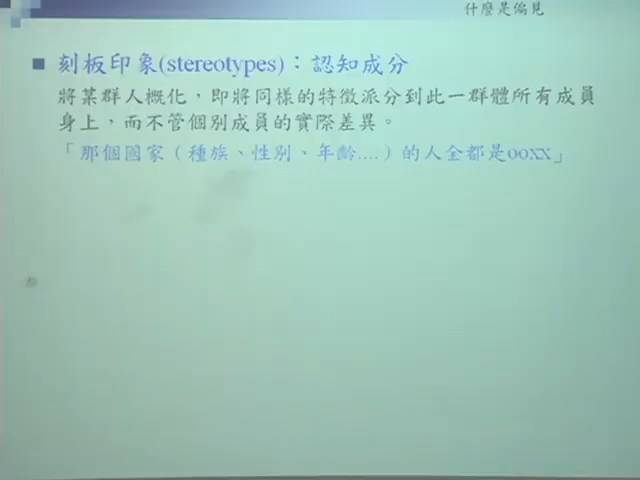 什麼是偏見
刻板印象(stereotypes)：認知成分
將某群人概化，即將同樣的特徵派分到此一群體所有成員
身上，而不管個別成員的實際差異。
「那個國家（種族、性別、年齡....）的人全都是ooxx」